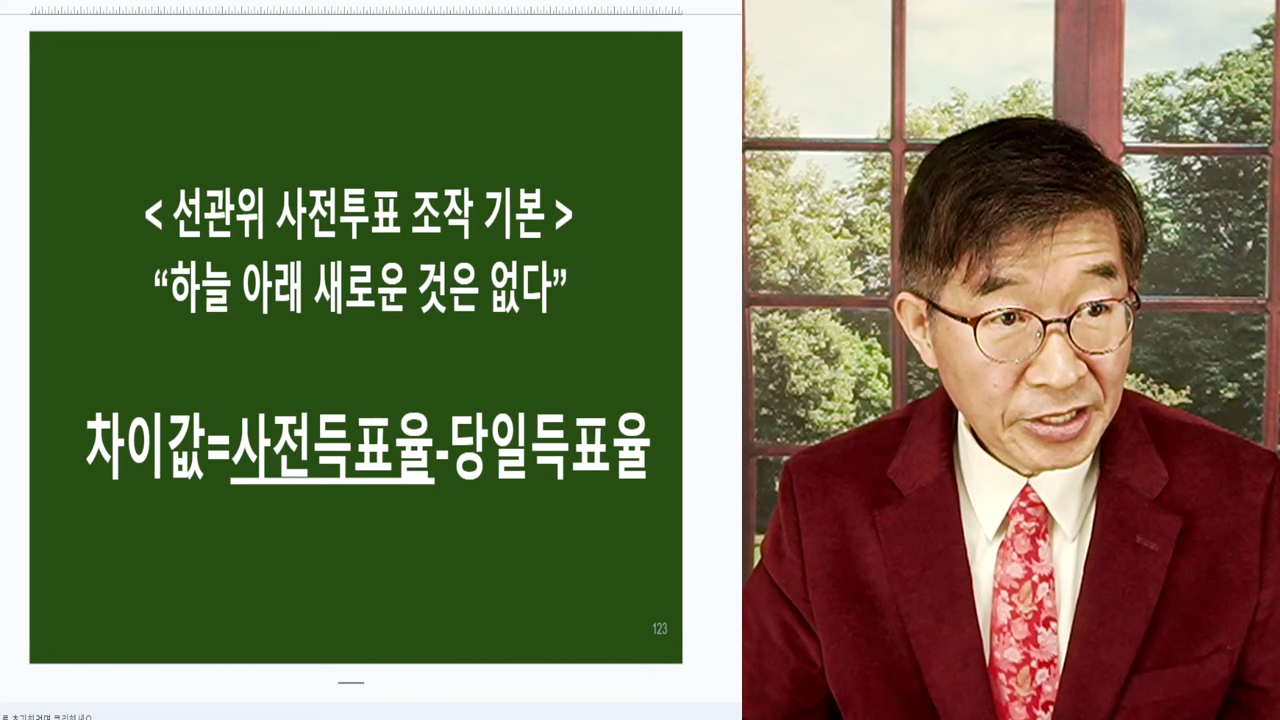 < 선관위 사전투표 조작 기본 >
“하늘 아래 새로운 것은 없다”
차이값=사전득표율-당일득표율
123